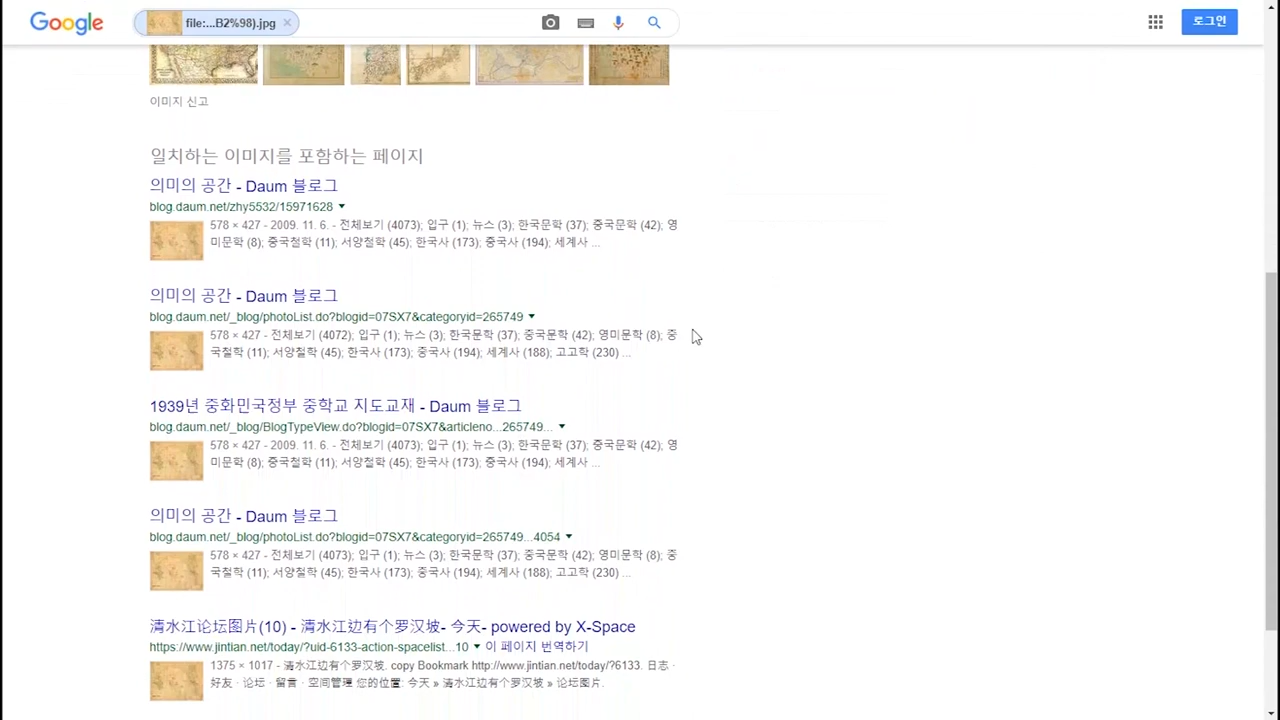 Google
file:...B2%98).jpg ×
로그인
이미지 신고
일치하는 이미지를 포함하는 페이지
의미의 공간 - Daum 블로그
blog.daum.net/zhy5532/15971628
578 × 427 - 2009. 11. 6. - 전체보기 (4073); 입구 (1); 뉴스 (3); 한국문학 (37); 중국문학 (42); 영
미문학 (8); 중국철학 (11); 서양철학 (45); 한국사 (173); 중국사 (194); 세계사 ...
의미의 공간 - Daum 블로그
blog.daum.net/_blog/photoList.do?blogid=07SX7&categoryid=265749
578 × 427 - 전체보기 (4072); 입구 (1); 뉴스 (3); 한국문학 (37); 중국문학 (42); 영미문학 (8); 중
국철학 (11); 서양철학 (45); 한국사 (173); 중국사 (194); 세계사 (188); 고고학 (230) ...
1939년 중화민국정부 중학교 지도교재 - Daum 블로그
blog.daum.net/_blog/BlogTypeView.do?blogid=07SX7&articleno...265749...
578 × 427 - 2009. 11. 6. - 전체보기 (4073); 입구 (1); 뉴스 (3); 한국문학 (37); 중국문학 (42); 영
미문학 (8); 중국철학 (11); 서양철학 (45); 한국사 (173); 중국사 (194); 세계사 ...
의미의 공간 - Daum 블로그
blog.daum.net/_blog/photoList.do?blogid=07SX7&categoryid=265749...4054
578 × 427 - 전체보기 (4073); 입구 (1); 뉴스 (3); 한국문학 (37); 중국문학 (42); 영미문학 (8); 중
국철학 (11); 서양철학 (45); 한국사 (173); 중국사 (194); 세계사 (188); 고고학 (230) ...
清水江论坛图片(10) - 清水江边有个罗汉坡- 今天- powered by X-Space
https://www.jintian.net/today/?uid-6133-action-spacelist...10 이 페이지 번역하기
1375 × 1017 - 清水江边有个罗汉坡. copy Bookmark http://www.jintian.net/today/?6133. 日志 ·
好友 · 论坛 · 留言 · 空间管理 您的位置: 今天 » 清水江边有个罗汉坡 » 论坛图片.